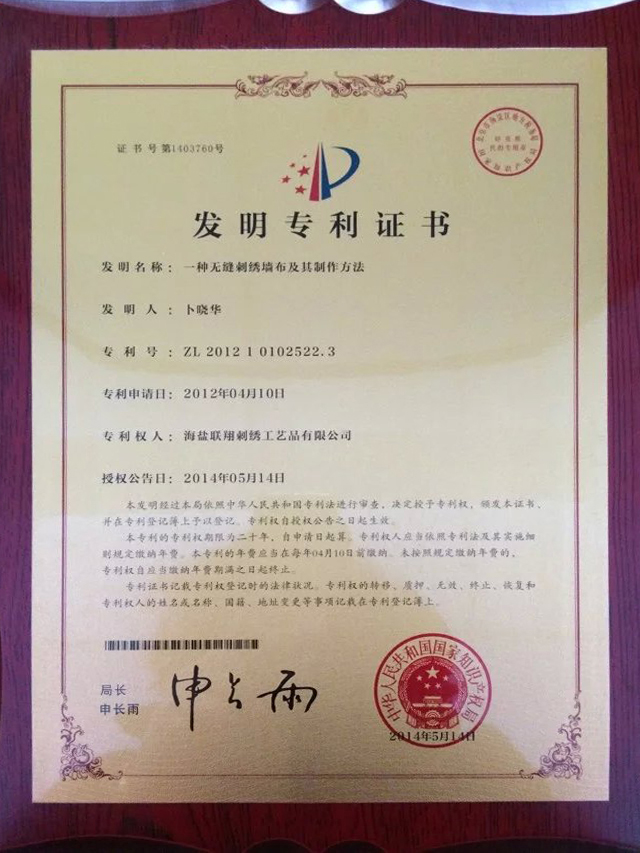 证书号第1403760号
发明专利证书
发明名称：一种无缝刺绣墙布及其制作方法
发明人：卜晓华
专利号：ZL 2012 1 0102522.3
专利申请日：2012年04月10日
专利权人：海盐联翔刺绣工艺品有限公司
授权公告日：2014年05月14日
本发明经过本局依照中华人民共和国专利法进行审查，决定授予专利权，颁发本证书，
并在专利登记簿上予以登记。专利权自授权公告之日起生效。
本专利的专利权期限为二十年，自申请日起算。专利权人应当依照专利法及其实施细
则规定缴纳年费。本专利的年费应当在每年04月10日前缴纳。未按照规定缴纳年费的，
专利权自应当缴纳年费期满之日起终止。
专利证书记载专利权登记时的法律状况。专利权的转移、质押、无效、终止、恢复和
专利权人的姓名或名称、国籍、地址变更等事项记载在专利登记簿上。
局长
申长雨
申长雨
中华人民共和国国家知识产权局
2014年5月14日